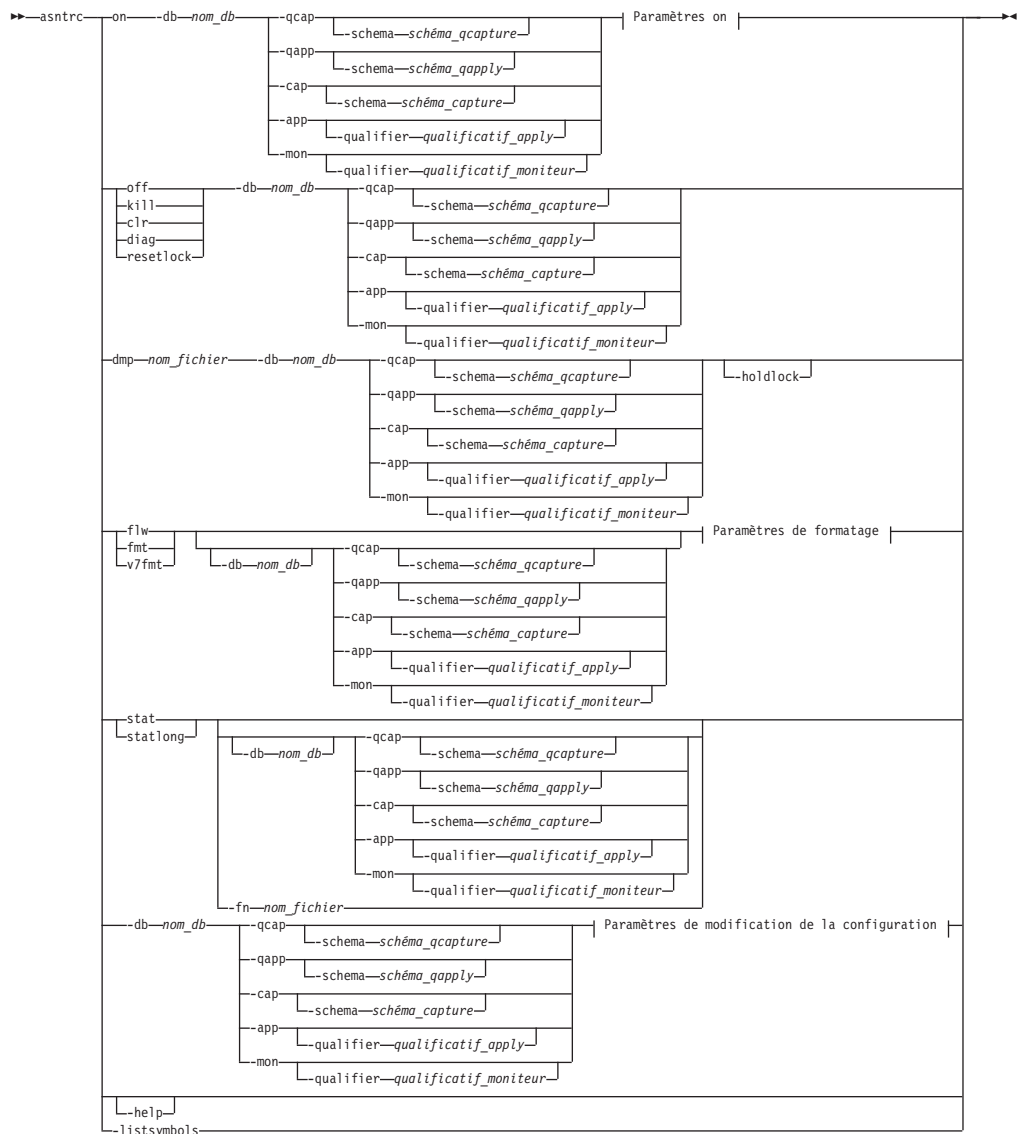 asntrc on -db nom_db -qcap Paramètres on
-schema schéma_qcapture
-qapp
-schema schéma_qapply
-cap
-schema schéma_capture
-app
-qualifier qualificatif_apply
-mon
-qualifier qualificatif_moniteur
off -db nom_db -qcap
kill -schema schéma_qcapture
clr -qapp
diag -schema schéma_qapply
resetlock -cap
-schema schéma_capture
-app
-qualifier qualificatif_apply
-mon
-qualifier qualificatif_moniteur
dmp nom_fichier -db nom_db -qcap
-schema schéma_qcapture -holdlock
-qapp
-schema schéma_qapply
-cap
-schema schéma_capture
-app
-qualifier qualificatif_apply
-mon
-qualifier qualificatif_moniteur
flw Paramètres de formatage
fmt -qcap
v7fmt -db nom_db -schema schéma_qcapture
-qapp
-schema schéma_qapply
-cap
-schema schéma_capture
-app
-qualifier qualificatif_apply
-mon
-qualifier qualificatif_moniteur
stat
statlong -qcap
-db nom_db -schema schéma_qcapture
-qapp
-schema schéma_qapply
-cap
-schema schéma_capture
-app
-qualifier qualificatif_apply
-mon
-qualifier qualificatif_moniteur
-fn nom_fichier
-db nom_db -qcap Paramètres de modification de la configuration
-schema schéma_qcapture
-qapp
-schema schéma_qapply
-cap
-schema schéma_capture
-app
-qualifier qualificatif_apply
-mon
-qualifier qualificatif_moniteur
-help
-listsymbols